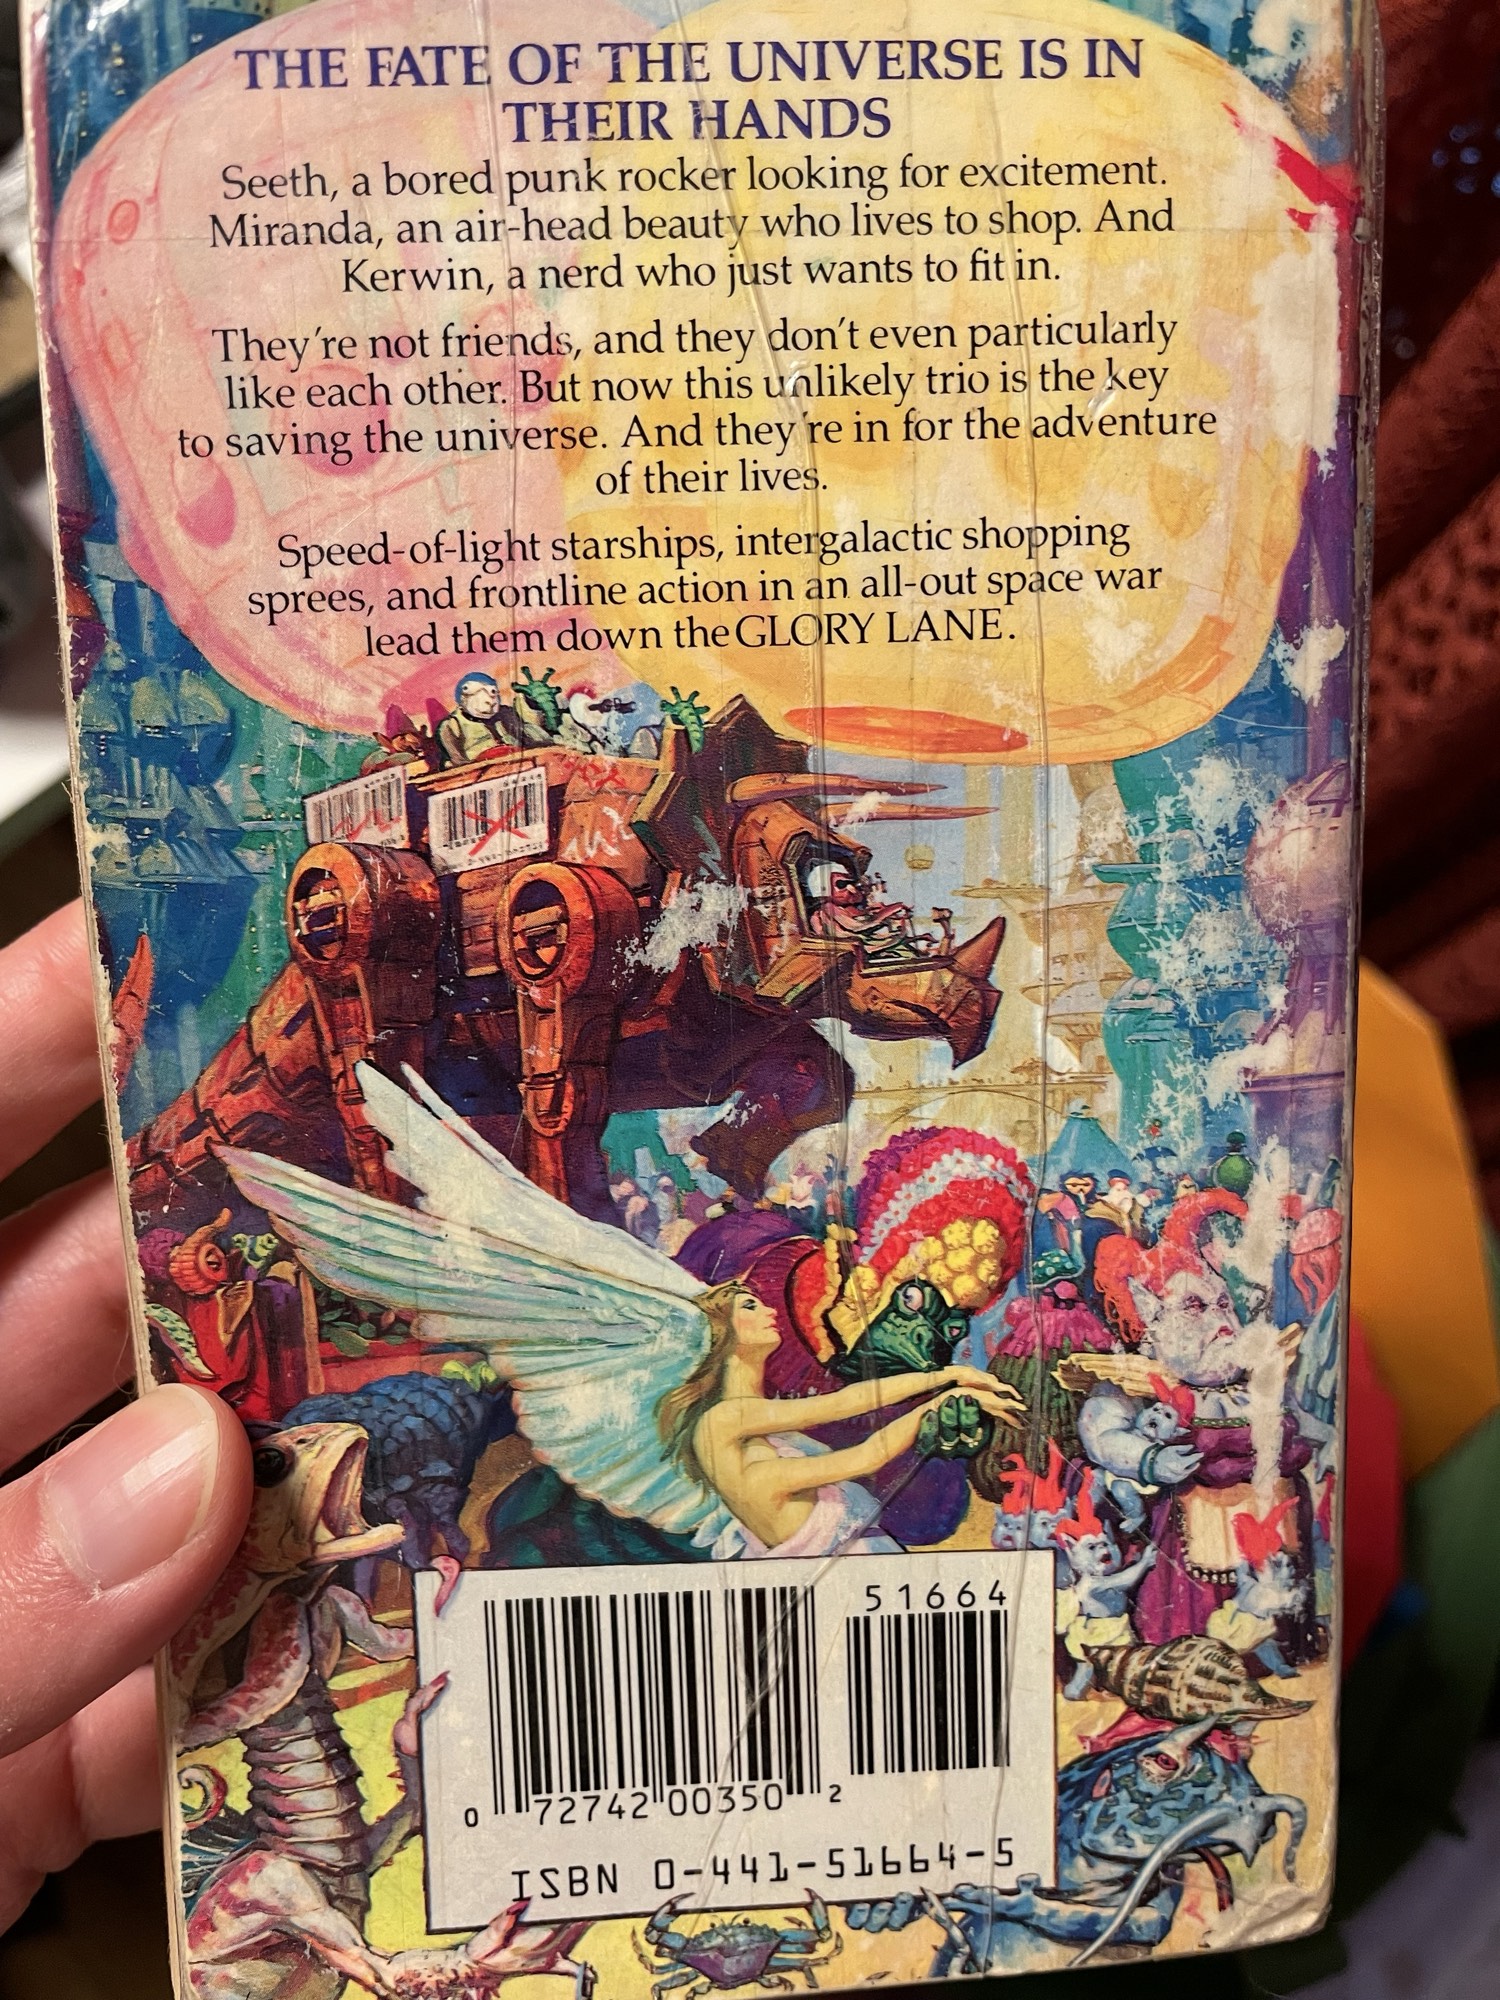 THE FATE OF THE UNIVERSE IS IN
THEIR HANDS
Seeth, a bored punk rocker looking for excitement.
Miranda, an air-head beauty who lives to shop. And
Kerwin, a nerd who just wants to fit in.
They're not friends, and they don't even particularly
like each other. But now this unlikely trio is the key
to saving the universe. And they're in for the adventure
of their lives.
Speed-of-light starships, intergalactic shopping
sprees, and frontline action in an all-out space war
lead them down the GLORY LANE.
51664
0 72742 00350 2
ISBN 0-441-51664-5